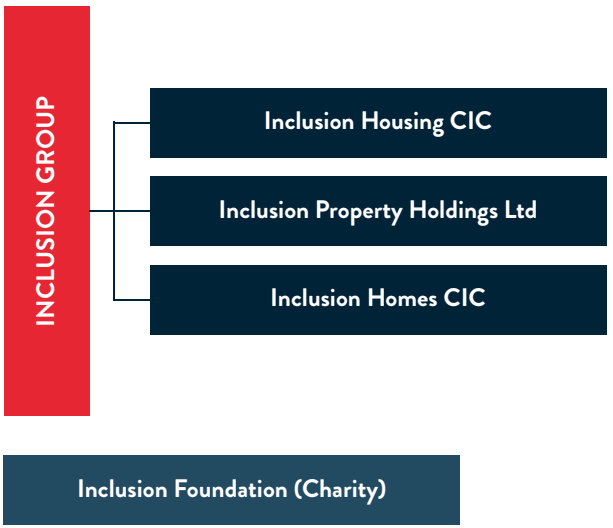 INCLUSION GROUP
Inclusion Housing CIC
Inclusion Property Holdings Ltd
Inclusion Homes CIC
Inclusion Foundation (Charity)